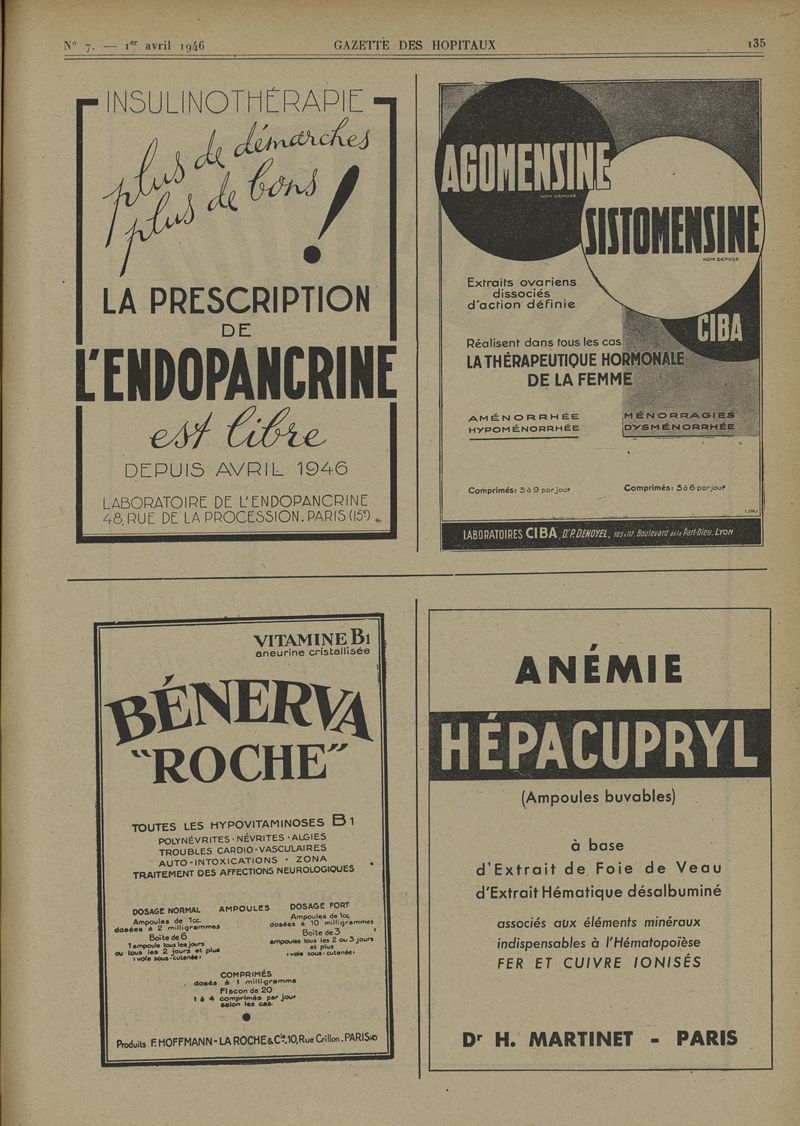 N° 7. — 1er avril 1946
GAZETTE DES HOPITAUX
135
INSULINOTHÉRAPIE
plus de démarches
plus de bons !
LA PRESCRIPTION
DE
L'ENDOPANCRINE
est libre
DEPUIS AVRIL 1946
LABORATOIRE DE L'ENDOPANCRINE
48, RUE DE LA PROCESSION. PARIS (15e)
AGOMENSINE
NOM DÉPOSÉ
SISTOMENSINE
NOM DÉPOSÉ
CIBA
Extraits ovariens
dissociés
d'action définie
Réalisent dans tous les cas
LA THÉRAPEUTIQUE HORMONALE
DE LA FEMME
AMÉNORRHÉE
HYPOMÉNORRHÉE
MÉNORRAGIES
DYSMÉNORRHÉE
Comprimés: 3 à 9 par jour
Comprimés: 3 à 6 par jour
LABORATOIRES CIBA, Dr. P. DENOYEL, 103 à 117, Boulevard de la Part-Dieu, LYON
VITAMINE B1
aneurine cristallisée
BÉNERVA
"ROCHE"
TOUTES LES HYPOVITAMINOSES B1
POLYNÉVRITES · NÉVRITES · ALGIES
TROUBLES CARDIO-VASCULAIRES
AUTO-INTOXICATIONS · ZONA
TRAITEMENT DES AFFECTIONS NEUROLOGIQUES
DOSAGE NORMAL
Ampoules de 1cc.
dosées à 2 milligrammes
Boîte de 6
1 ampoule tous les jours
ou tous les 2 jours et plus
(voie sous-cutanée)
AMPOULES
DOSAGE FORT
Ampoules de 1cc.
dosées à 10 milligrammes
Boîte de 3
ampoules tous les 2 ou 3 jours
et plus
(voie sous-cutanée)
COMPRIMÉS
dosés à 1 milligramme
Flacon de 20
1 à 4 comprimés par jour
selon les cas.
Produits F. HOFFMANN-LA ROCHE & Cie. 10, Rue Crillon. PARIS
ANÉMIE
HÉPACUPRYL
(Ampoules buvables)
à base
d'Extrait de Foie de Veau
d'Extrait Hématique désalbuminé
associés aux éléments minéraux
indispensables à l'Hématopoïèse
FER ET CUIVRE IONISÉS
Dr H. MARTINET - PARIS